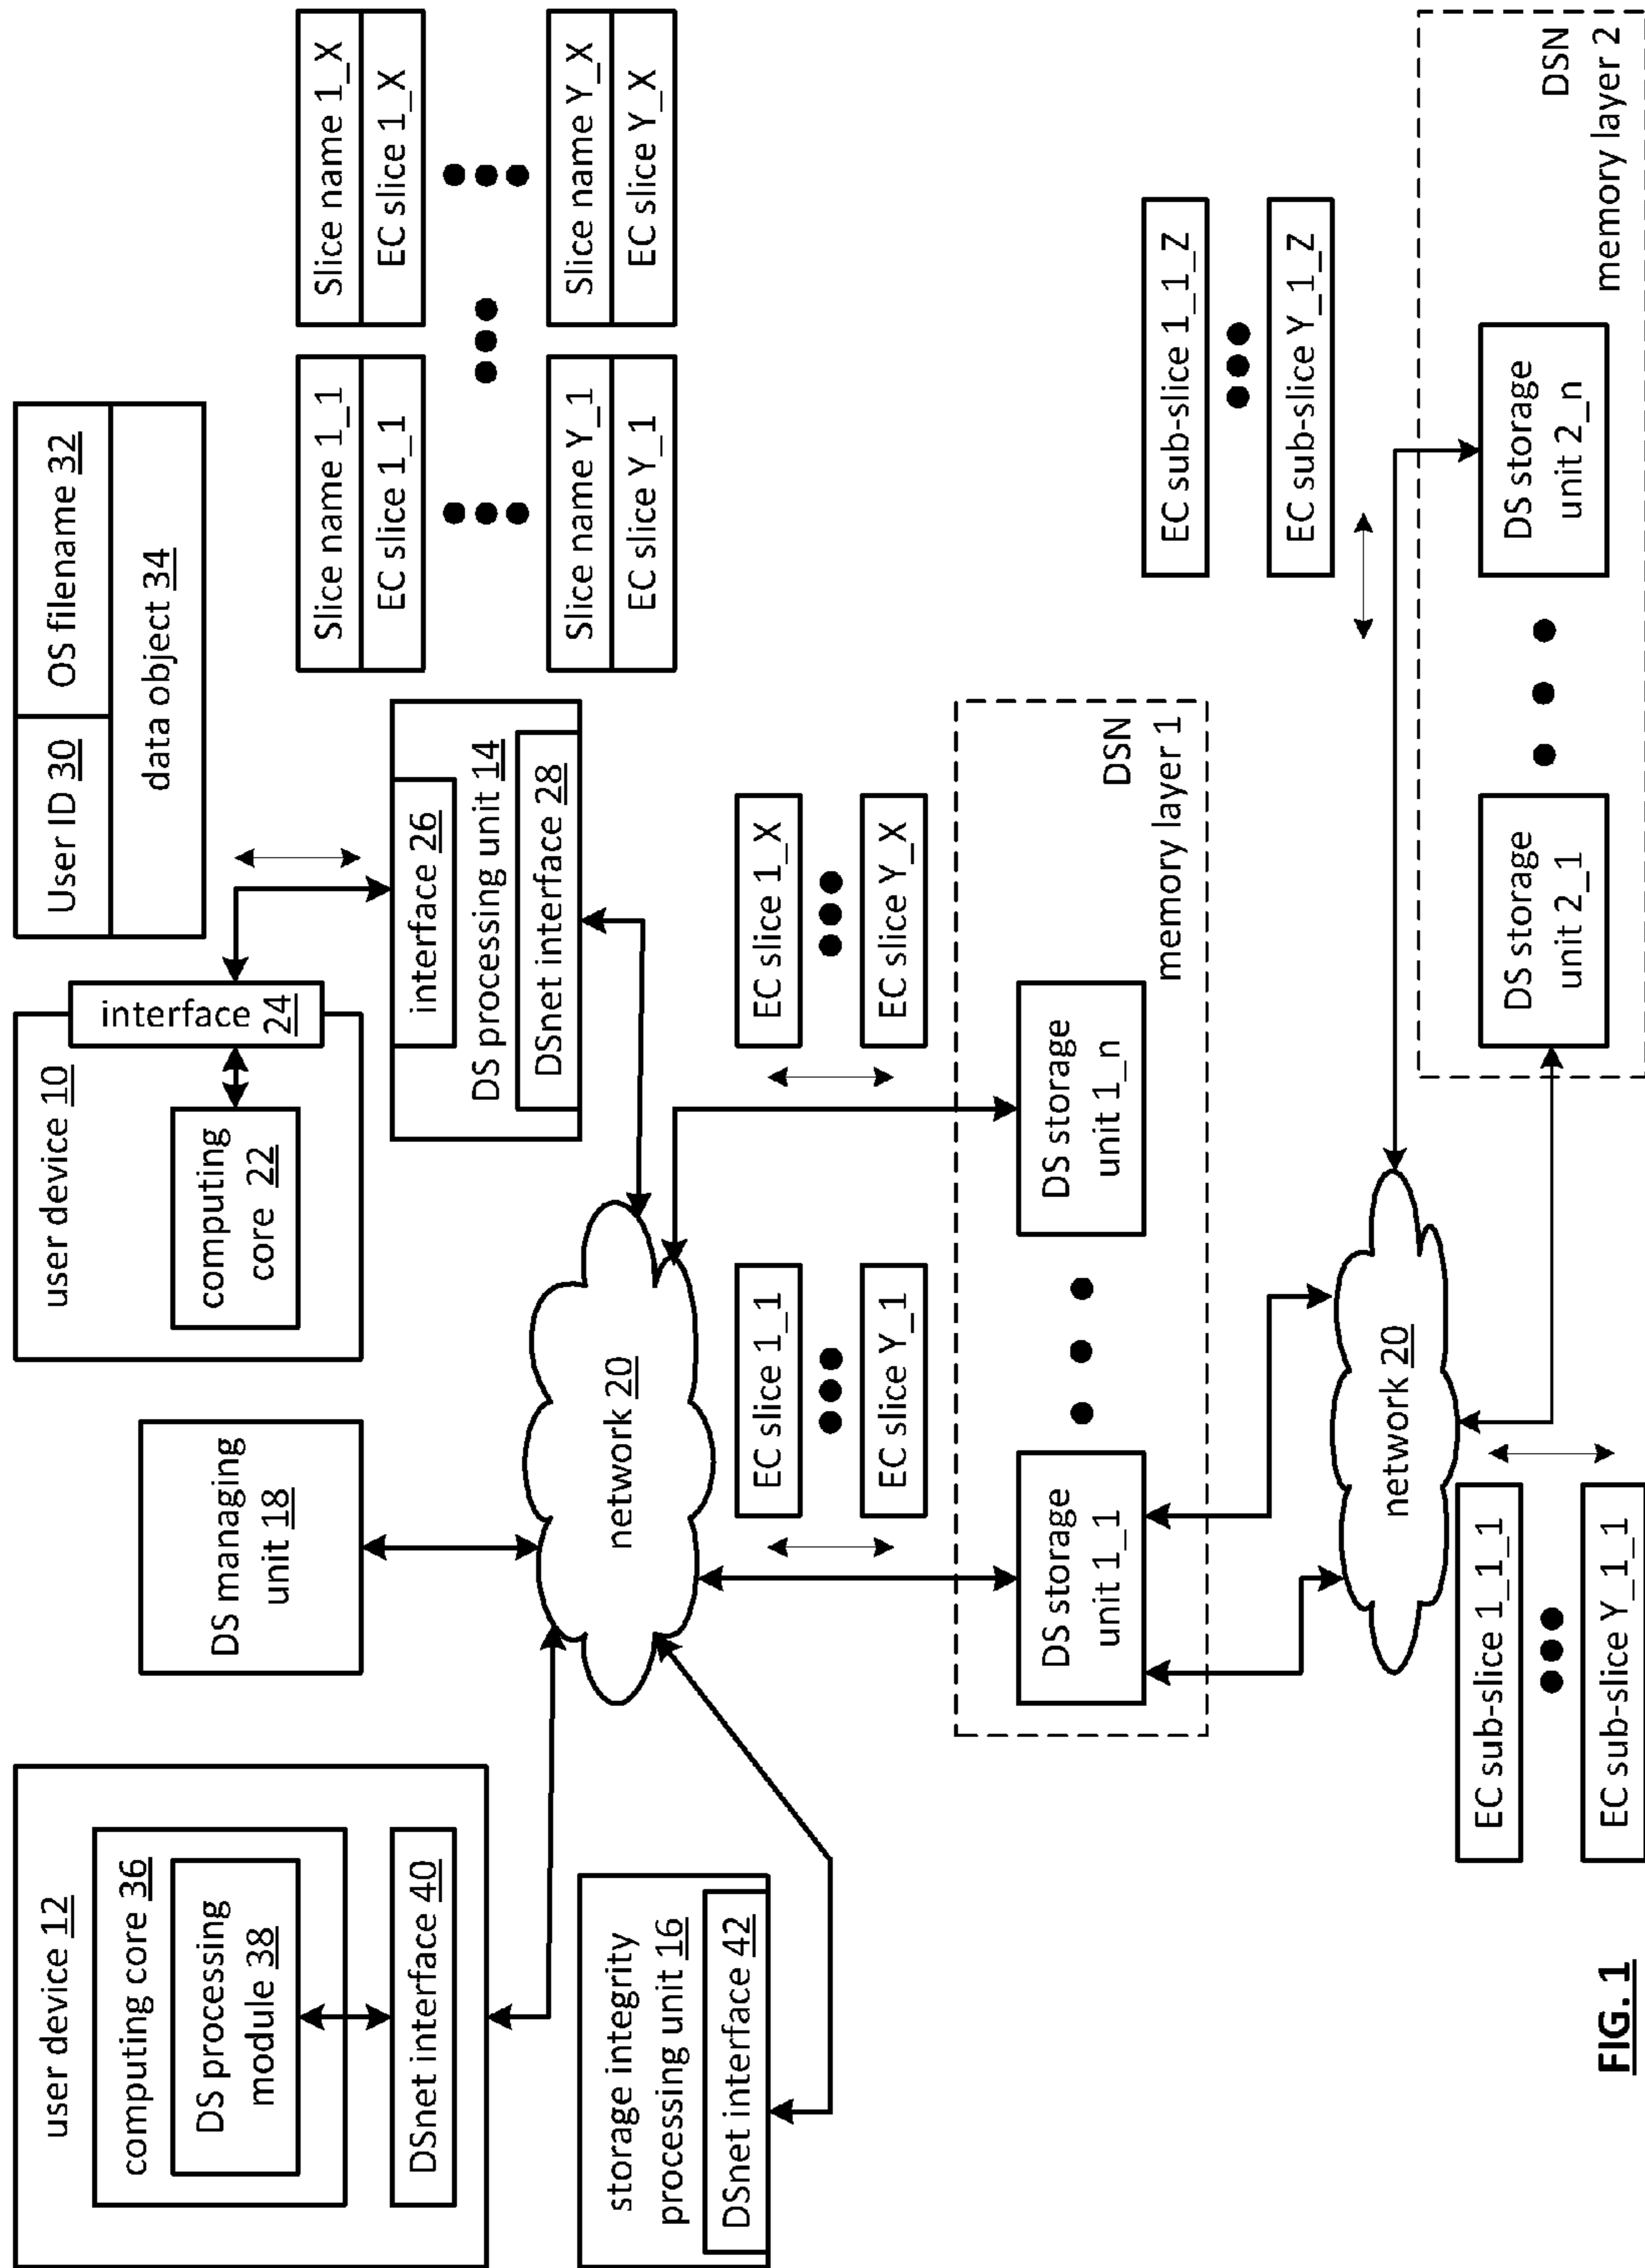 user device 12
computing core 36
DS processing
module 38
DSnet interface 40
DS managing
unit 18
user device 10
computing
core 22
interface 24
User ID 30
OS filename 32
data object 34
storage integrity
processing unit 16
DSnet interface 42
network 20
interface 26
DS processing unit 14
DSnet interface 28
Slice name 1_1
EC slice 1_1
Slice name 1_X
EC slice 1_X
Slice name Y_1
EC slice Y_1
Slice name Y_X
EC slice Y_X
EC slice 1_1
EC slice Y_1
EC slice 1_X
EC slice Y_X
DS storage
unit 1_1
DS storage
unit 1_n
DSN
memory layer 1
network 20
EC sub-slice 1_1_1
EC sub-slice Y_1_1
EC sub-slice 1_1_Z
EC sub-slice Y_1_Z
DS storage
unit 2_1
DS storage
unit 2_n
DSN
memory layer 2
FIG. 1